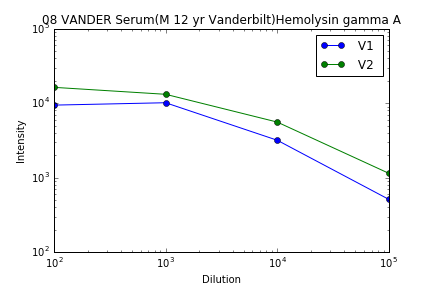 08 VANDER Serum(M 12 yr Vanderbilt)Hemolysin gamma A
V1
V2
Intensity
10^5
10^4
10^3
10^2
10^2 10^3 10^4 10^5
Dilution